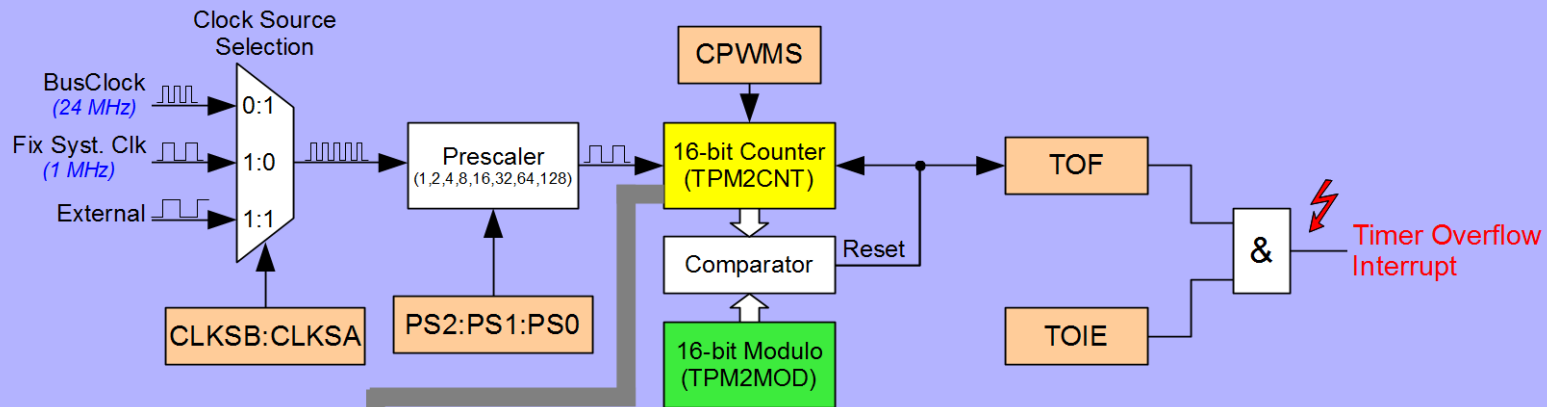 Clock Source
Selection
BusClock
(24 MHz)
Fix Syst. Clk
(1 MHz)
External
0:1
1:0
1:1
CLKSB:CLKSA
Prescaler
(1,2,4,8,16,32,64,128)
PS2:PS1:PS0
CPWMS
16-bit Counter
(TPM2CNT)
Comparator
Reset
16-bit Modulo
(TPM2MOD)
TOF
TOIE
&
Timer Overflow
Interrupt